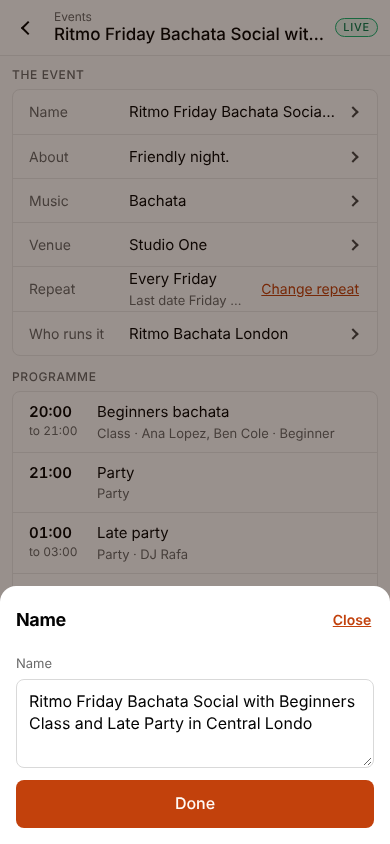 Events
Ritmo Friday Bachata Social wit...
LIVE
THE EVENT
Name
Ritmo Friday Bachata Socia...
About
Friendly night.
Music
Bachata
Venue
Studio One
Repeat
Every Friday
Last date Friday ...
Change repeat
Who runs it
Ritmo Bachata London
PROGRAMME
20:00
Beginners bachata
to 21:00
Class · Ana Lopez, Ben Cole · Beginner
21:00
Party
Party
01:00
Late party
to 03:00
Party · DJ Rafa
Name
Close
Name
Ritmo Friday Bachata Social with Beginners
Class and Late Party in Central Londo
Done